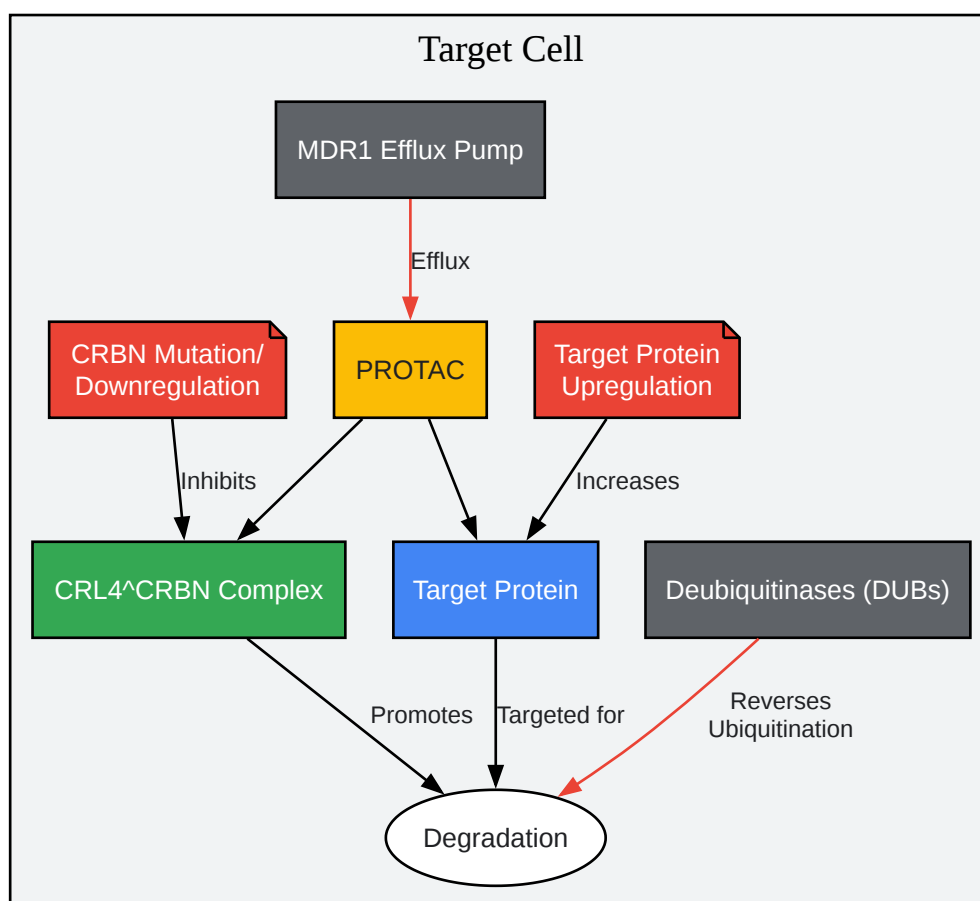 Target Cell
MDR1 Efflux Pump
Efflux
CRBN Mutation/
Downregulation
PROTAC
Target Protein
Upregulation
Inhibits
Increases
CRL4^CRBN Complex
Target Protein
Deubiquitinases (DUBs)
Promotes
Targeted for
Reverses
Ubiquitination
Degradation